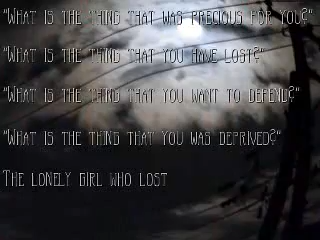 "What is the thing that was precious for you?"
"What is the thing that you have lost?"
"What is the thing that you want to defend?"
"What is the thing that you was deprived?"
The lonely girl who lost